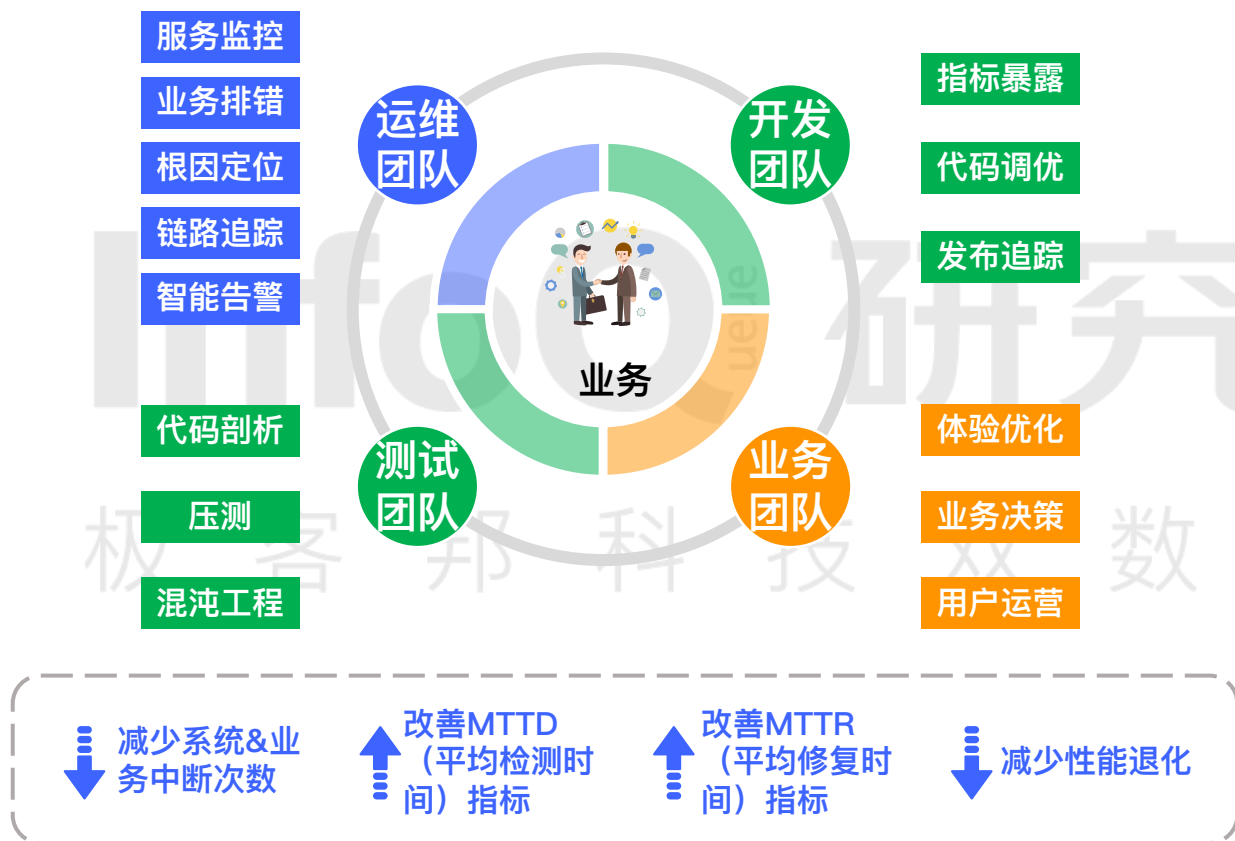 服务监控
业务排错
根因定位
链路追踪
智能告警
运维
团队
开发
团队
指标暴露
代码调优
发布追踪
业务
代码剖析
压测
混沌工程
测试
团队
业务
团队
体验优化
业务决策
用户运营
InfoQ 研究
极客邦科技双数
减少系统&业
务中断次数
改善MTTD
（平均检测时
间）指标
改善MTTR
（平均修复时
间）指标
减少性能退化